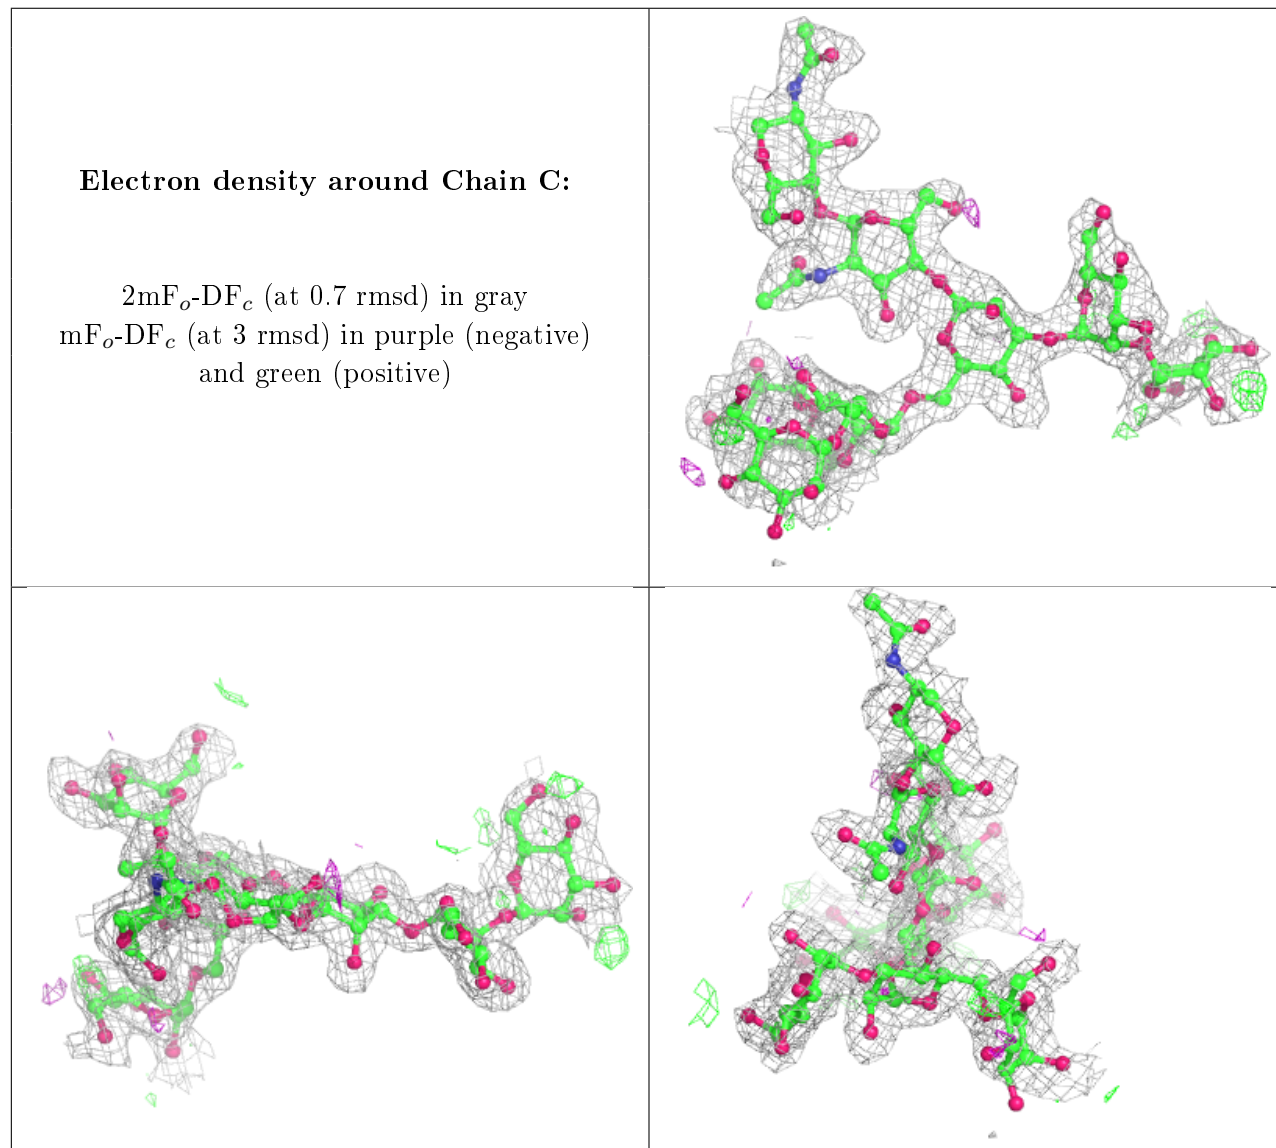 Electron density around Chain C:
2mFₒ-DF𝒸 (at 0.7 rmsd) in gray
mFₒ-DF𝒸 (at 3 rmsd) in purple (negative)
and green (positive)